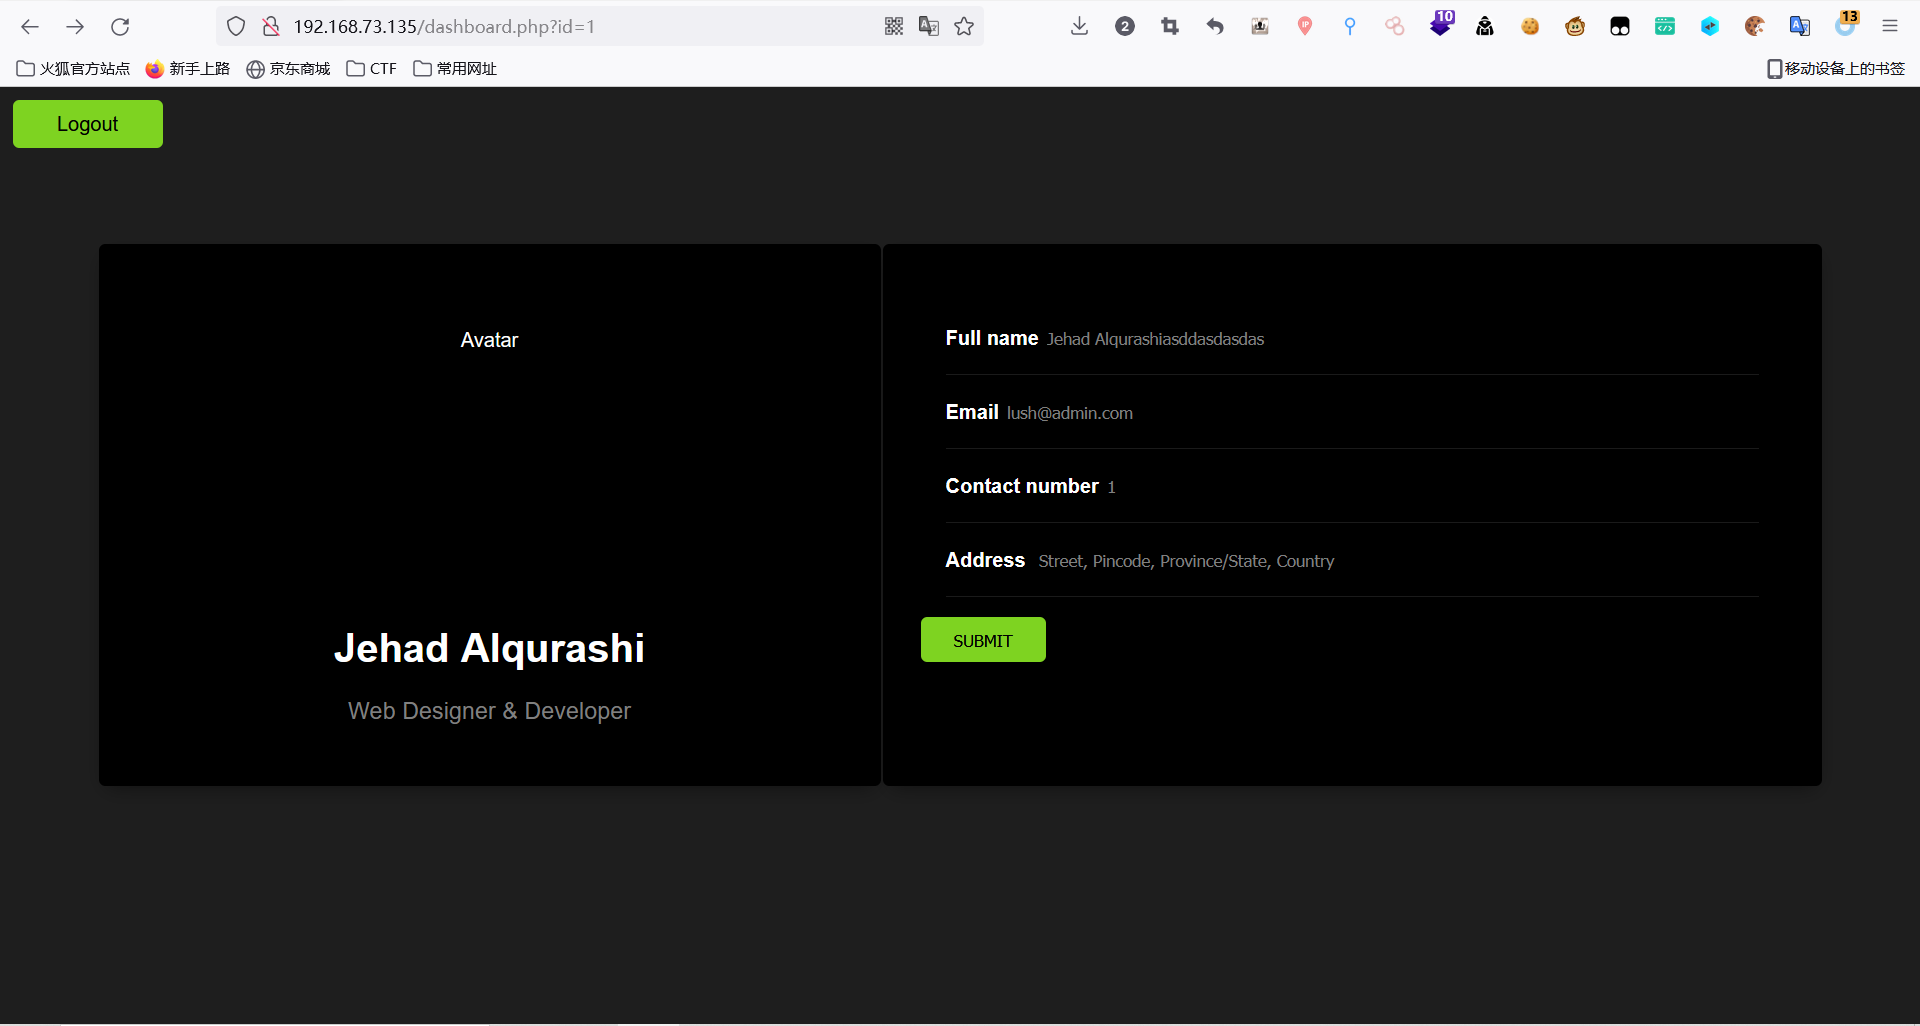 192.168.73.135/dashboard.php?id=1
2
10
13
火狐官方站点 新手上路 京东商城 CTF 常用网址 移动设备上的书签
Logout
Avatar
Jehad Alqurashi
Web Designer & Developer
Full name Jehad Alqurashiasddasdasdas
Email lush@admin.com
Contact number 1
Address Street, Pincode, Province/State, Country
SUBMIT